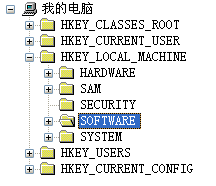 我的电脑
HKEY_CLASSES_ROOT
HKEY_CURRENT_USER
HKEY_LOCAL_MACHINE
HARDWARE
SAM
SECURITY
SOFTWARE
SYSTEM
HKEY_USERS
HKEY_CURRENT_CONFIG